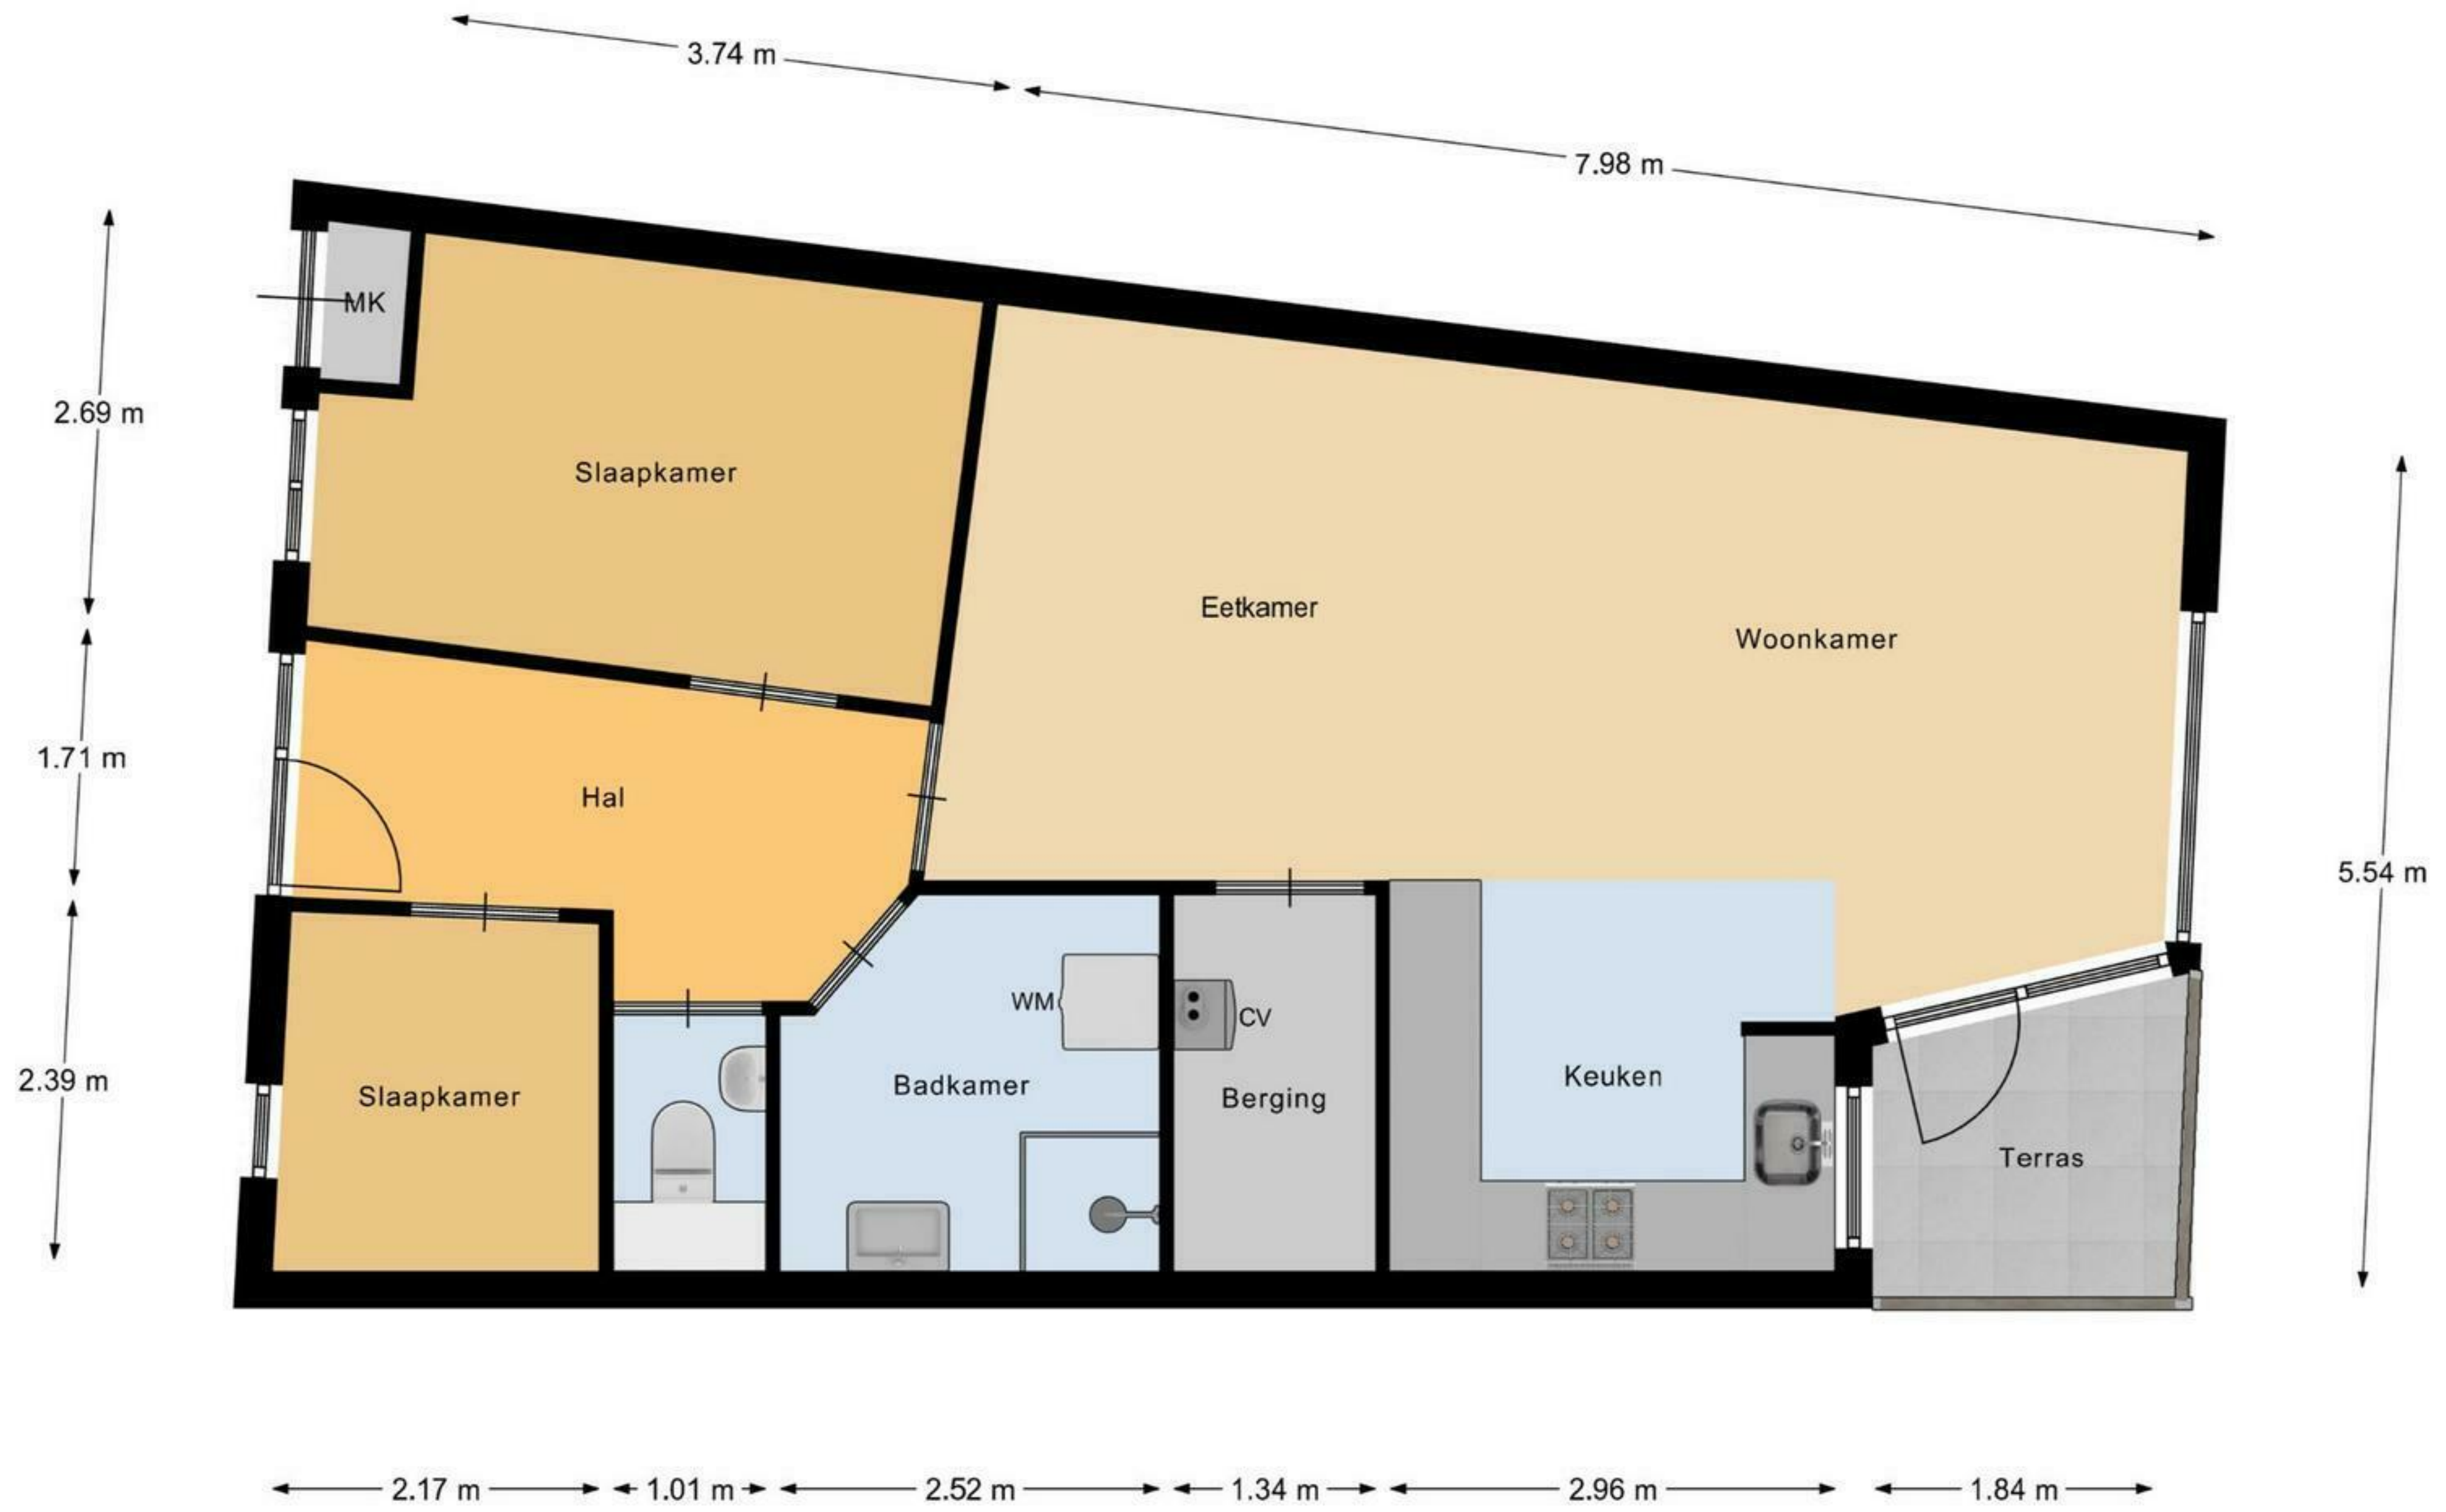 3.74 m
7.98 m
MK
2.69 m
Slaapkamer
Eetkamer
Woonkamer
1.71 m
Hal
5.54 m
WM
CV
2.39 m
Slaapkamer
Badkamer
Berging
Keuken
Terras
2.17 m
1.01 m
2.52 m
1.34 m
2.96 m
1.84 m